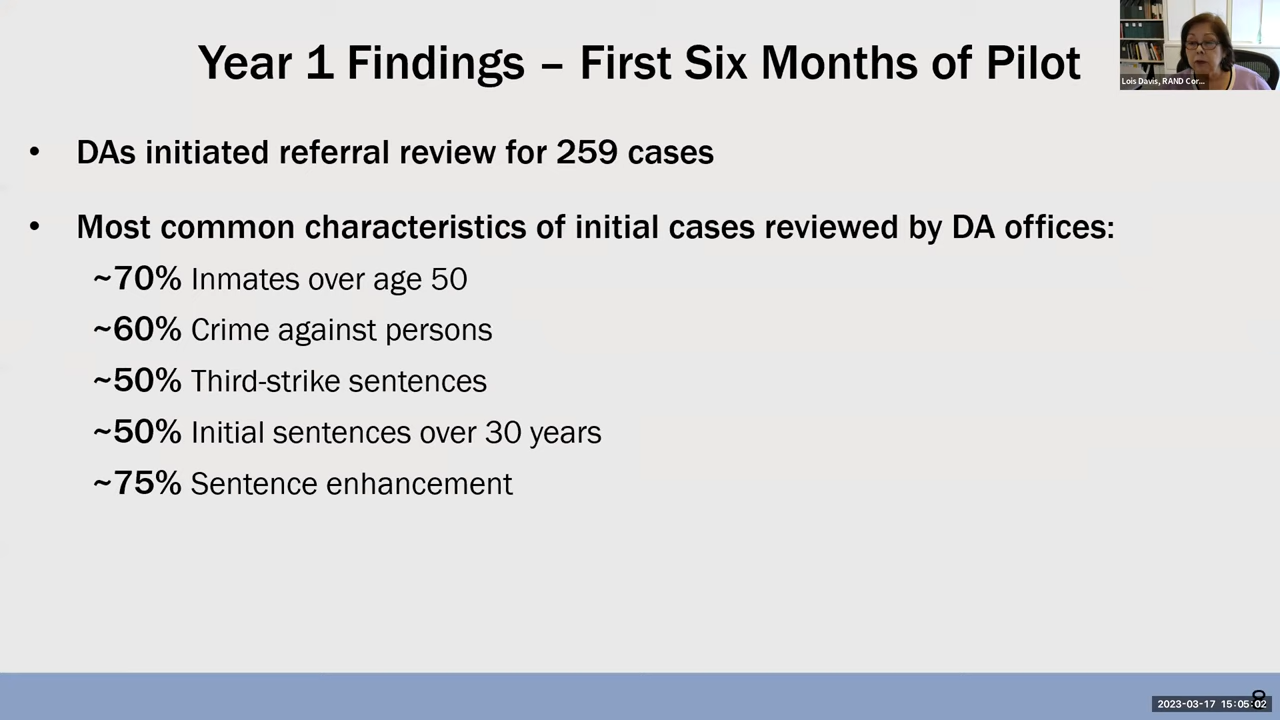 Year 1 Findings – First Six Months of Pilot
Lois Davis, RAND Cor...
• DAs initiated referral review for 259 cases
• Most common characteristics of initial cases reviewed by DA offices:
~70% Inmates over age 50
~60% Crime against persons
~50% Third-strike sentences
~50% Initial sentences over 30 years
~75% Sentence enhancement
8
2023-03-17 15:05:02